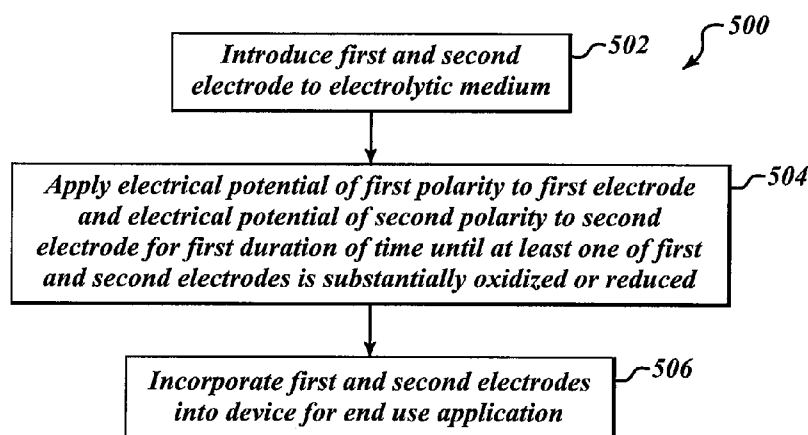 500
502
Introduce first and second
electrode to electrolytic medium
504
Apply electrical potential of first polarity to first electrode
and electrical potential of second polarity to second
electrode for first duration of time until at least one of first
and second electrodes is substantially oxidized or reduced
506
Incorporate first and second electrodes
into device for end use application